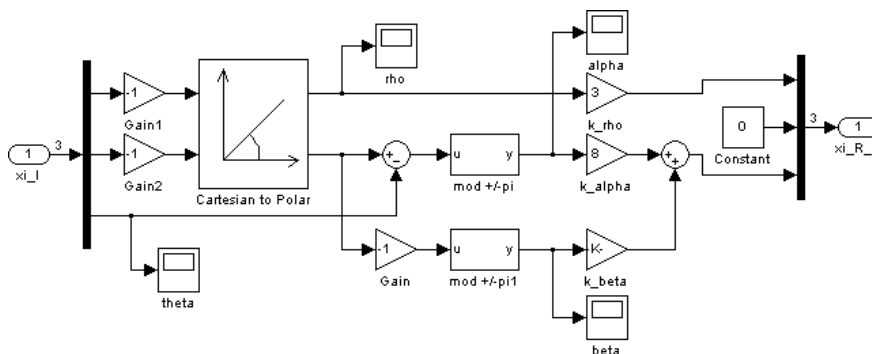 alpha
rho
-1
3
Gain1
k_rho
1
3
xi_I
-1
Gain2
Cartesian to Polar
+
-
u y
mod +/-pi
8
k_alpha
+
+
0
Constant
3
1
xi_R_
-1
Gain
u y
mod +/-pi1
K-
k_beta
theta
beta